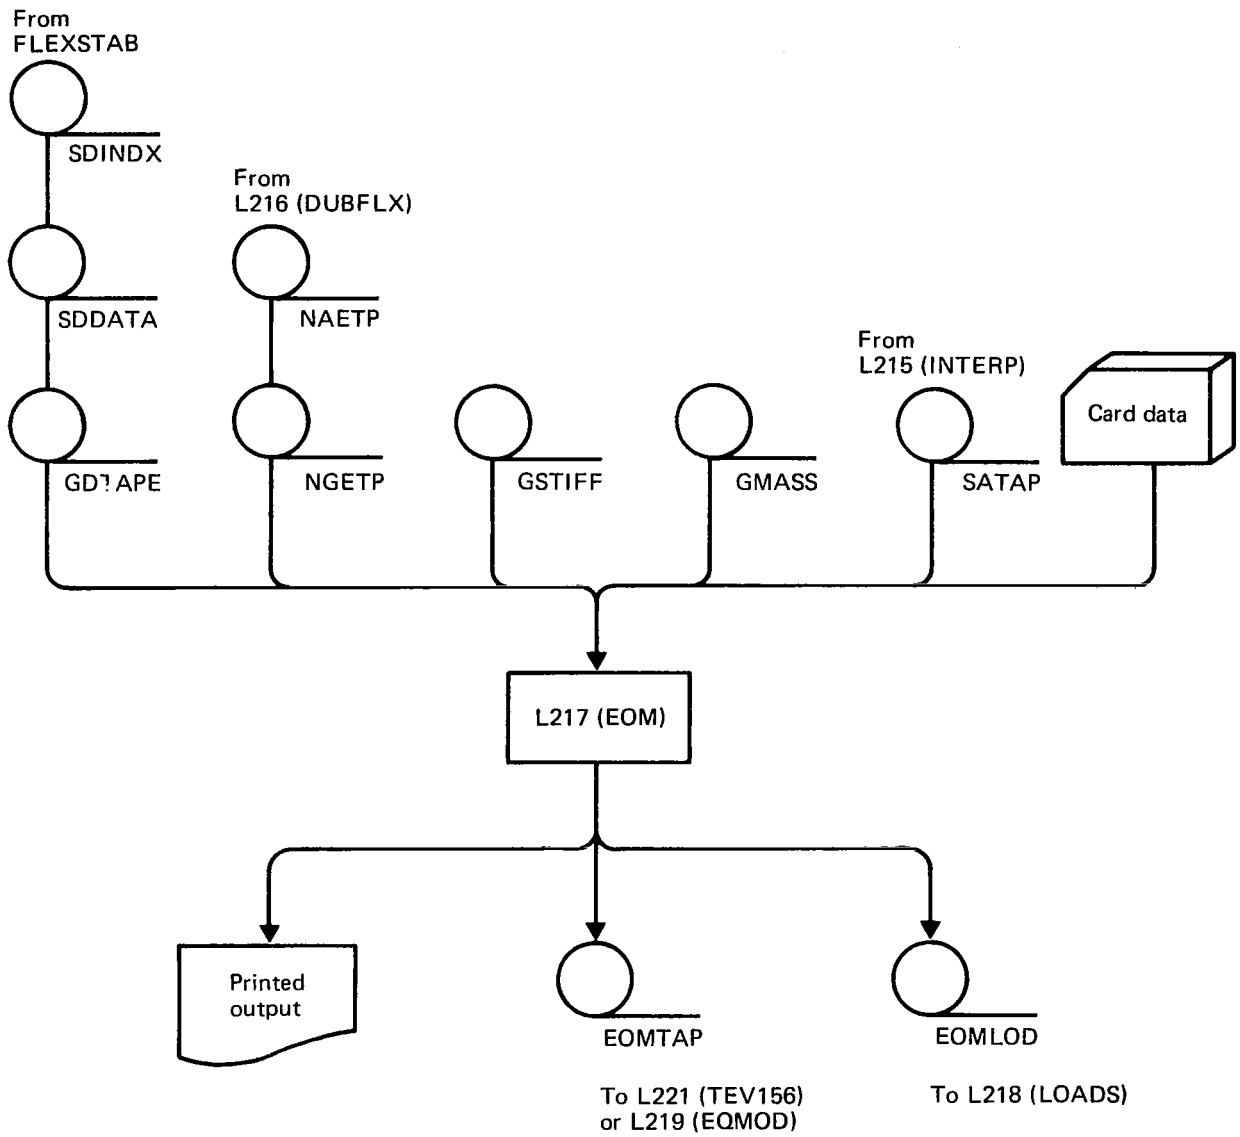 From
FLEXSTAB
SDINDX
From
L216 (DUBFLX)
SDDATA
NAETP
From
L215 (INTERP)
Card data
NGETP
GSTIFF
GMASS
SATAP
L217 (EOM)
Printed
output
EOMTAP
EOMLOD
To L221 (TEV156)
or L219 (EQMOD)
To L218 (LOADS)